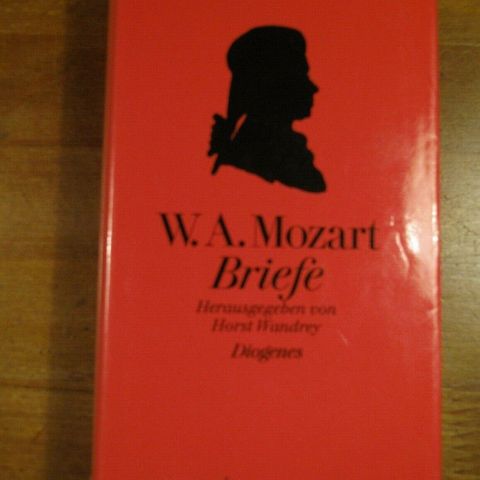 W. A. Mozart
Briefe
Herausgegeben von
Horst Wandrey
Diogenes